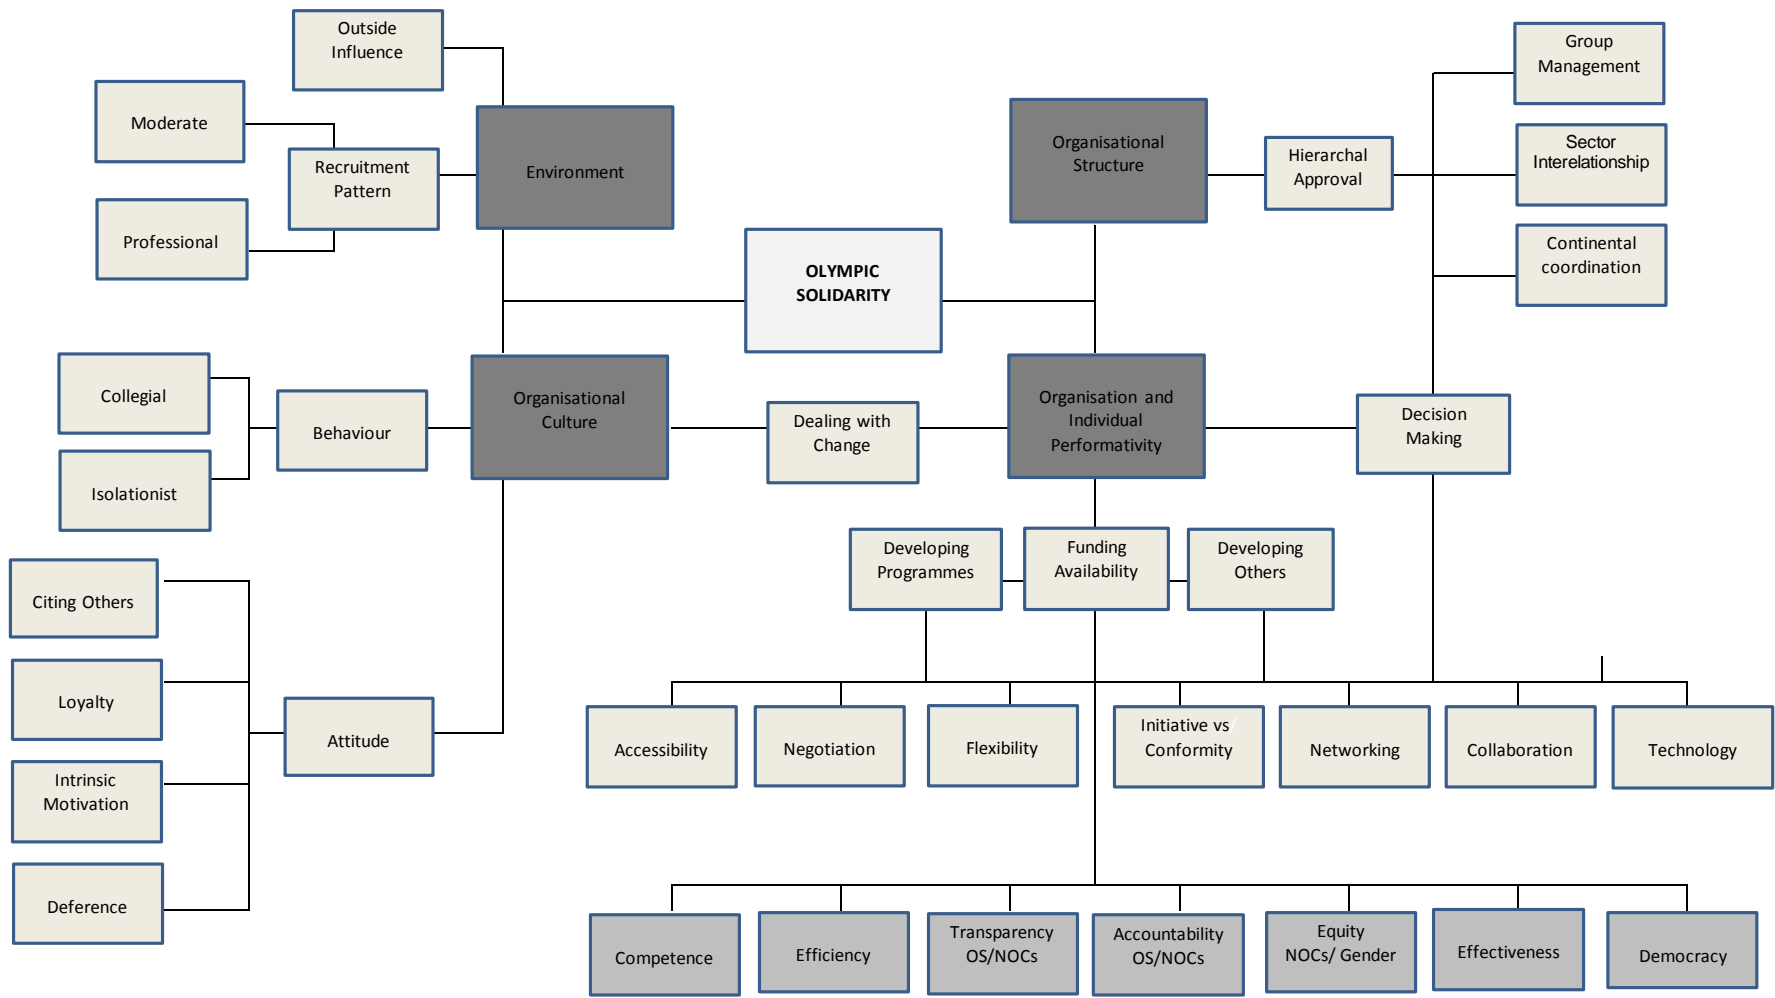 Outside
Influence
Group
Management
Moderate
Organisational
Structure
Hierarchal
Approval
Sector
Interelationship
Recruitment
Pattern
Environment
Professional
Continental
coordination
OLYMPIC
SOLIDARITY
Collegial
Behaviour
Organisational
Culture
Dealing with
Change
Organisation and
Individual
Performativity
Decision
Making
Isolationist
Developing
Programmes
Funding
Availability
Developing
Others
Citing Others
Loyalty
Attitude
Intrinsic
Motivation
Deference
Accessibility
Negotiation
Flexibility
Initiative vs/
Conformity
Networking
Collaboration
Technology
Competence
Efficiency
Transparency
OS/NOCs
Accountability
OS/NOCs
Equity
NOCs/ Gender
Effectiveness
Democracy